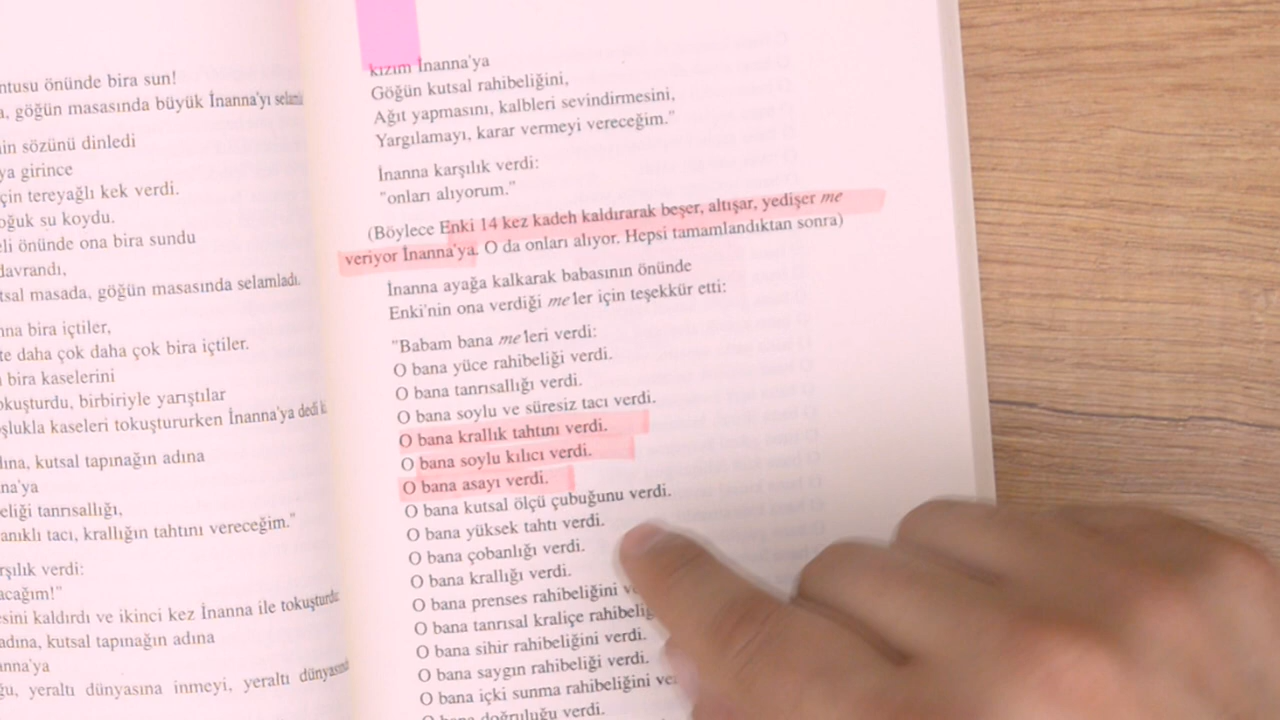 ntusu önünde bira sun!
göğün masasında büyük İnanna'yı
in sözünü dinledi
ya girince
çin tereyağlı kek verdi.
oğuk su koydu.
eli önünde ona bira sundu
davrandı,
tsal masada, göğün masasında selamladı.
nna bira içtiler,
te daha çok daha çok bira içtiler.
bira kaselerini
okuşturdu, birbiriyle yarıştılar
şlukla kaseleri tokuştururken İnanna'ya dedi ki
dına, kutsal tapınağın adına
na'ya
eliği tanrısallığı,
anıklı tacı, krallığın tahtını vereceğim."
rşılık verdi:
acağım!"
esini kaldırdı ve ikinci kez İnanna ile tokuşturdu
adına, kutsal tapınağın adına
anna'ya
ğu, yeraltı dünyasına inmeyi, yeraltı
kızım İnanna'ya
Göğün kutsal rahibeliğini,
Ağıt yapmasını, kalbleri sevindirmesini,
Yargılamayı, karar vermeyi vereceğim."
İnanna karşılık verdi:
"onları alıyorum."
(Böylece Enki 14 kez kadeh kaldırarak beşer, altışar, yedişer me
veriyor İnanna'ya. O da onları alıyor. Hepsi tamamlandıktan sonra)
İnanna ayağa kalkarak babasının önünde
Enki'nin ona verdiği me'ler için teşekkür etti:
"Babam bana me'leri verdi:
O bana yüce rahibeliği verdi.
O bana tanrısallığı verdi.
O bana soylu ve süresiz tacı verdi.
O bana krallık tahtını verdi.
O bana soylu kılıcı verdi.
O bana asayı verdi.
O bana kutsal ölçü çubuğunu verdi.
O bana yüksek tahtı verdi.
O bana çobanlığı verdi.
O bana krallığı verdi.
O bana prenses rahibeliğini
O bana tanrısal kraliçe rahibeliğ
O bana sihir rahibeliğini verdi.
O bana saygın rahibeliği verdi.
O bana içki sunma rahibeliğini ve
O bana doğruluğu verdi.